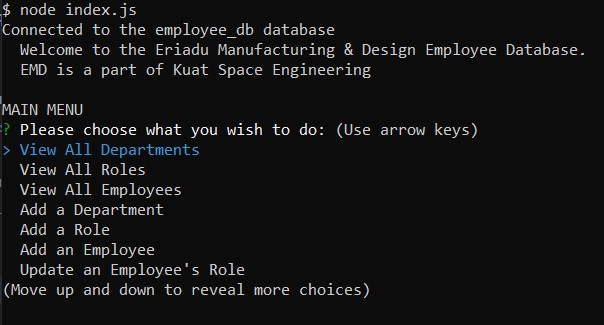 $ node index.js
Connected to the employee_db database
  Welcome to the Eriadu Manufacturing & Design Employee Database.
  EMD is a part of Kuat Space Engineering

MAIN MENU
? Please choose what you wish to do: (Use arrow keys)
> View All Departments
  View All Roles
  View All Employees
  Add a Department
  Add a Role
  Add an Employee
  Update an Employee's Role
(Move up and down to reveal more choices)